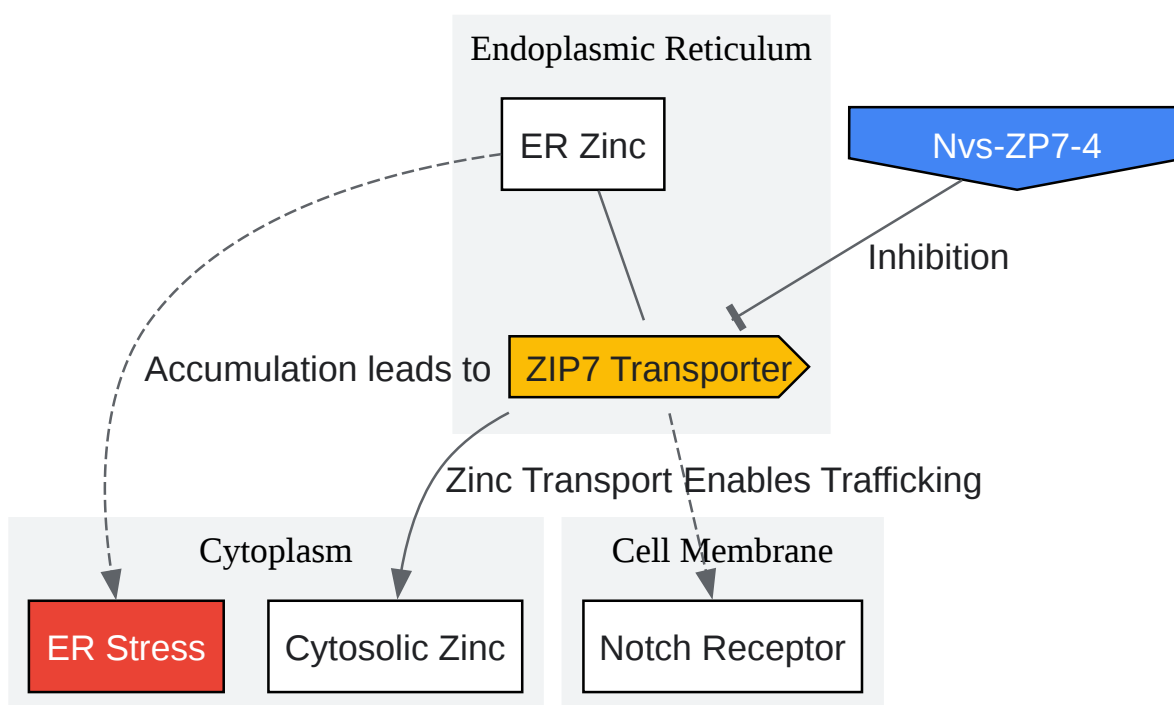 Endoplasmic Reticulum
ER Zinc
Nvs-ZP7-4
Inhibition
Accumulation leads to
ZIP7 Transporter
Zinc Transport
Enables Trafficking
Cytoplasm
Cell Membrane
ER Stress
Cytosolic Zinc
Notch Receptor